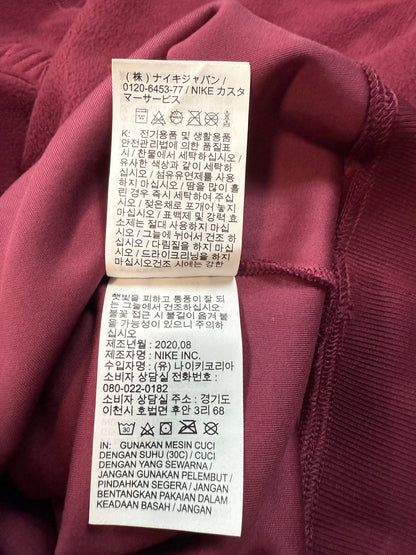 (株) ナイキジャパン /
0120-6453-77 / NIKE カスタ
マーサービス
K: 전기용품 및 생활용품
안전관리법에 의한 품질표
시 / 찬물에서 세탁하십시오 /
유사한 색상과 같이 세탁하
십시오 / 섬유유연제를 사용
하지 마십시오 / 땀을 많이 흘
린 경우 즉시 세탁하여 주십
시오 / 젖은채로 포개어 놓지
마십시오 / 표백제 및 강력 효
소제는 절대 사용하지 마십시
오 / 그늘에 뉘어서 건조 하
십시오 / 다림질을 하지 마십
시오 / 드라이크리닝을 하지
마십시오건조 시에는 강한
햇빛을 피하고 통풍이 잘 되
는 그늘에서 건조하십시오
불꽃 접근 시 불길이 옮겨 붙
을 가능성이 있으니 주의하
십시오
제조년월 : 2020,08
제조자명 : NIKE INC.
수입자명 : (유) 나이키코리아
소비자 상담실 전화번호 :
080-022-0182
소비자 상담실 주소 : 경기도
이천시 호법면 후안 3리 68
30
IN: GUNAKAN MESIN CUCI
DENGAN SUHU (30C) / CUCI
DENGAN YANG SEWARNA /
JANGAN GUNAKAN PELEMBUT /
PINDAHKAN SEGERA / JANGAN
BENTANGKAN PAKAIAN DALAM
KEADAAN BASAH / JANGAN